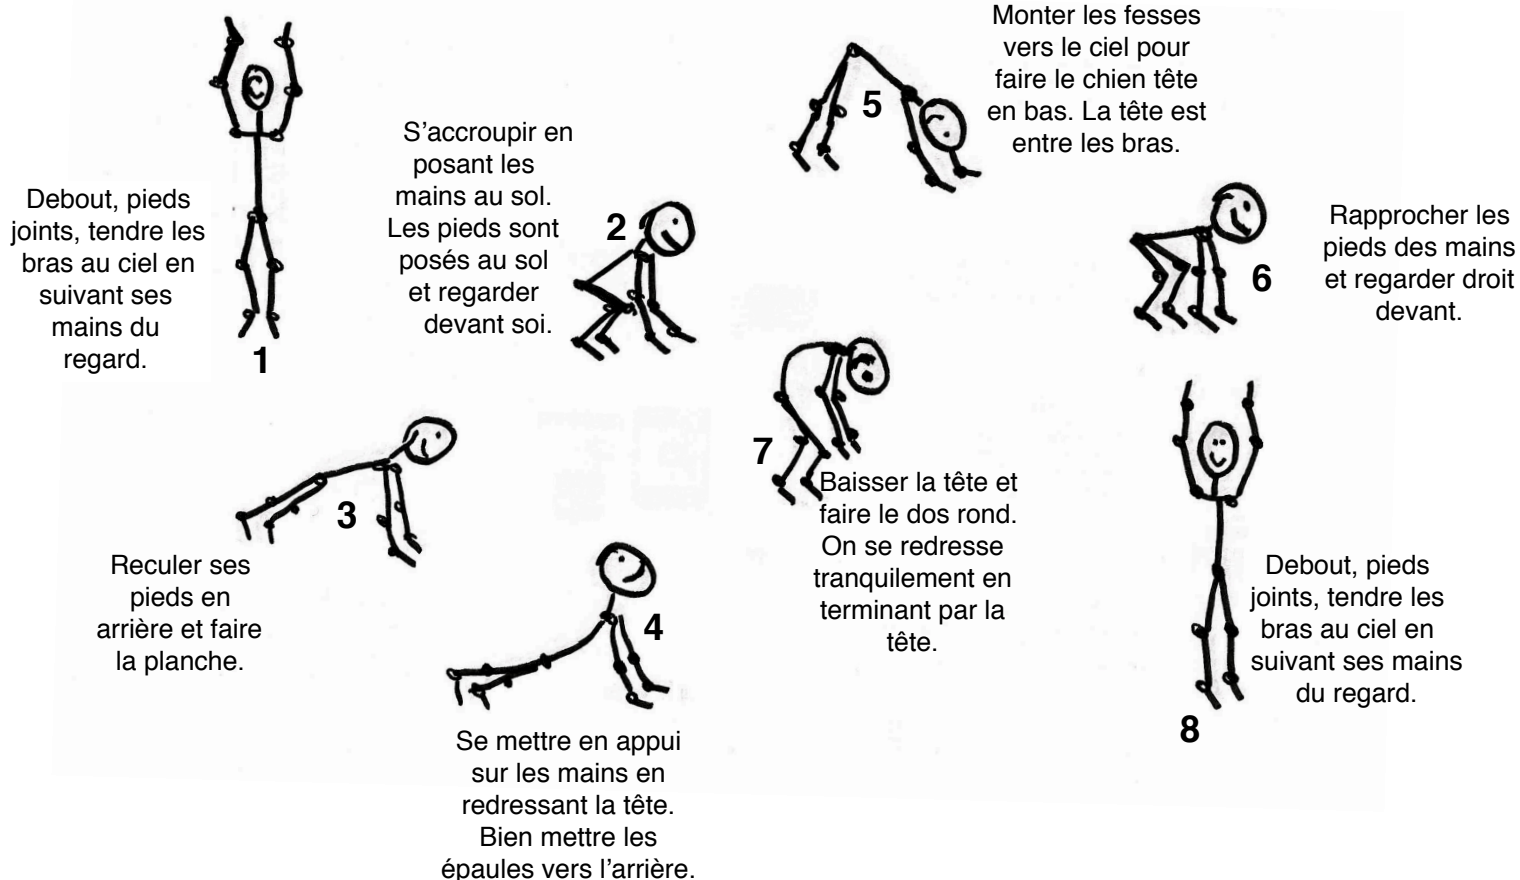 Debout, pieds
joints, tendre les
bras au ciel en
suivant ses
mains du
regard.
1
S'accroupir en
posant les
mains au sol.
Les pieds sont
posés au sol
et regarder
devant soi.
2
Reculer ses
pieds en
arrière et faire
la planche.
3
Se mettre en appui
sur les mains en
redressant la tête.
Bien mettre les
épaules vers l'arrière.
4
Monter les fesses
vers le ciel pour
faire le chien tête
en bas. La tête est
entre les bras.
5
Rapprocher les
pieds des mains
et regarder droit
devant.
6
Baisser la tête et
faire le dos rond.
On se redresse
tranquilement en
terminant par la
tête.
7
Debout, pieds
joints, tendre les
bras au ciel en
suivant ses mains
du regard.
8